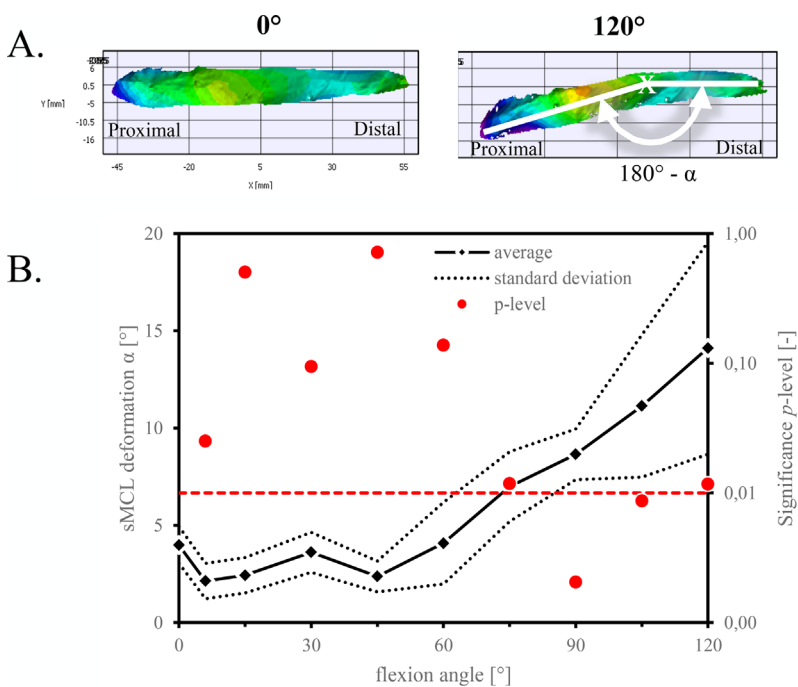 A.
0°
120°
6
0.5
-5
-10.5
-16
Y [mm]
Proximal
Distal
-45
-20
5
30
55
X [mm]
X
Proximal
Distal
180° - α
B.
20
15
10
5
0
sMCL deformation α [°]
average
standard deviation
p-level
1,00
0,10
0,01
0,00
Significance p-level [-]
0
30
60
90
120
flexion angle [°]